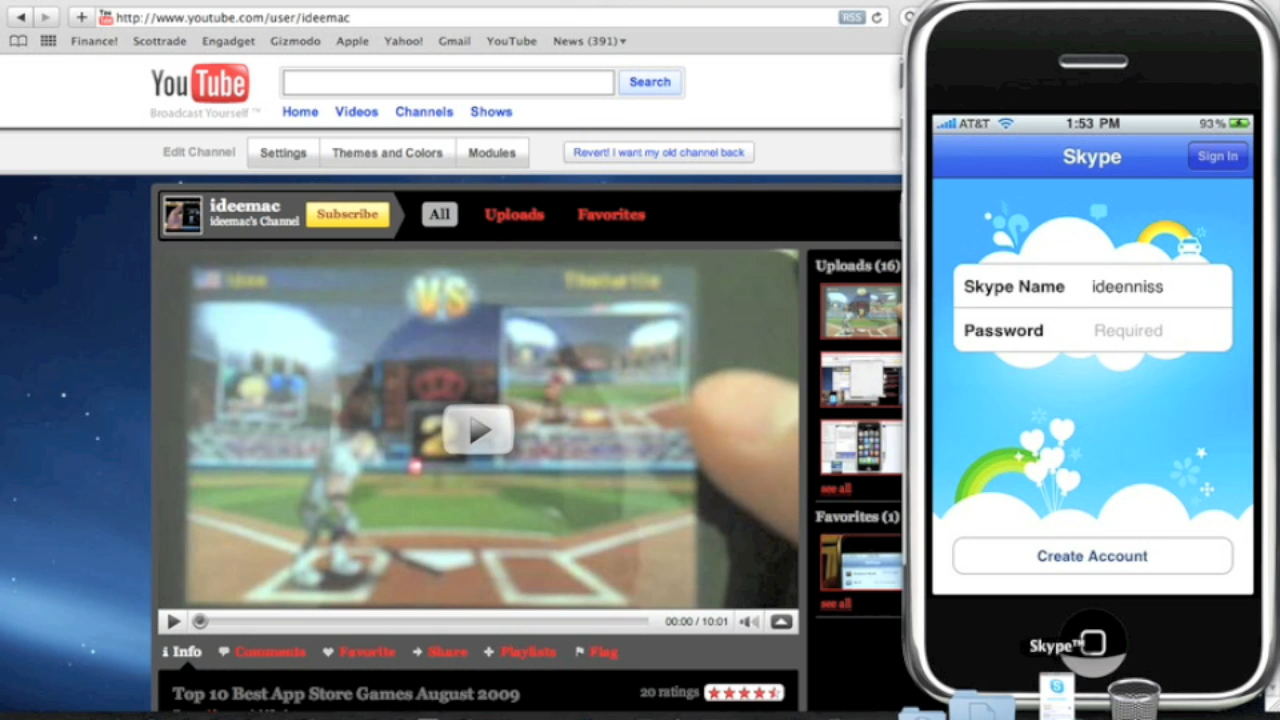 http://www.youtube.com/user/ideemac
RSS
Finance! Scottrade Engadget Gizmodo Apple Yahoo! Gmail YouTube News (391)▾
YouTube
Broadcast Yourself™
Search
Home Videos Channels Shows
Edit Channel Settings Themes and Colors Modules Revert! I want my old channel back
ideemac
ideemac's Channel
Subscribe
All Uploads Favorites
VS
Uploads (16)
see all
Favorites (1)
see all
00:00 / 10:01
Info Comments Favorite Share Playlists Flag
Top 10 Best App Store Games August 2009 20 ratings
AT&T 1:53 PM 93%
Skype Sign In
Skype Name ideenniss
Password Required
Create Account
Skype™